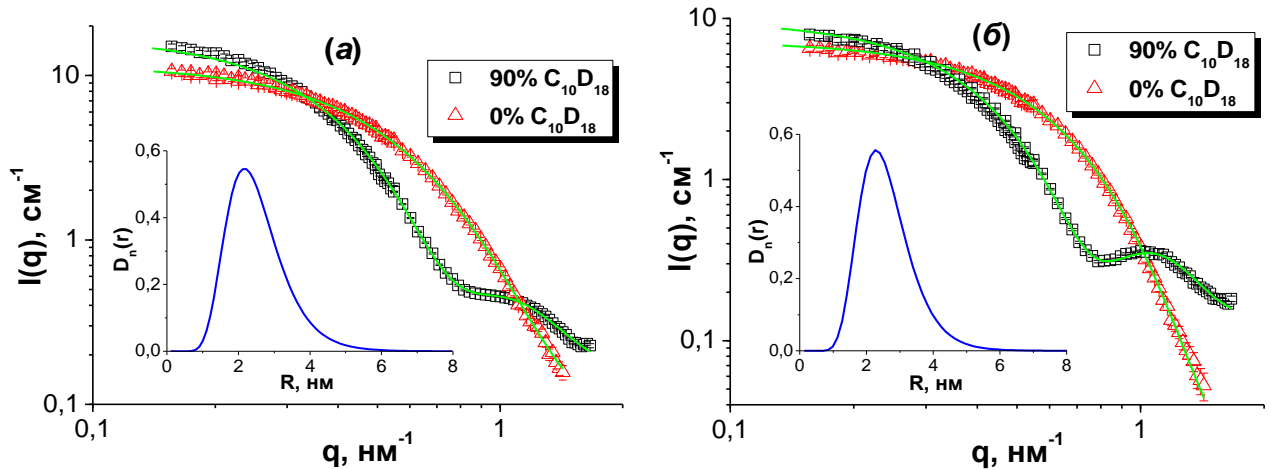 (а)
90% C₁₀D₁₈
0% C₁₀D₁₈
I(q), см⁻¹
10
1
0,1
0,1
1
q, нм⁻¹
Dₙ(r)
0,6
0,4
0,2
0,0
0
2
4
6
8
R, нм
(б)
90% C₁₀D₁₈
0% C₁₀D₁₈
I(q), см⁻¹
10
1
0,1
0,1
1
q, нм⁻¹
Dₙ(r)
0,6
0,4
0,2
0,0
0
2
4
6
8
R, нм